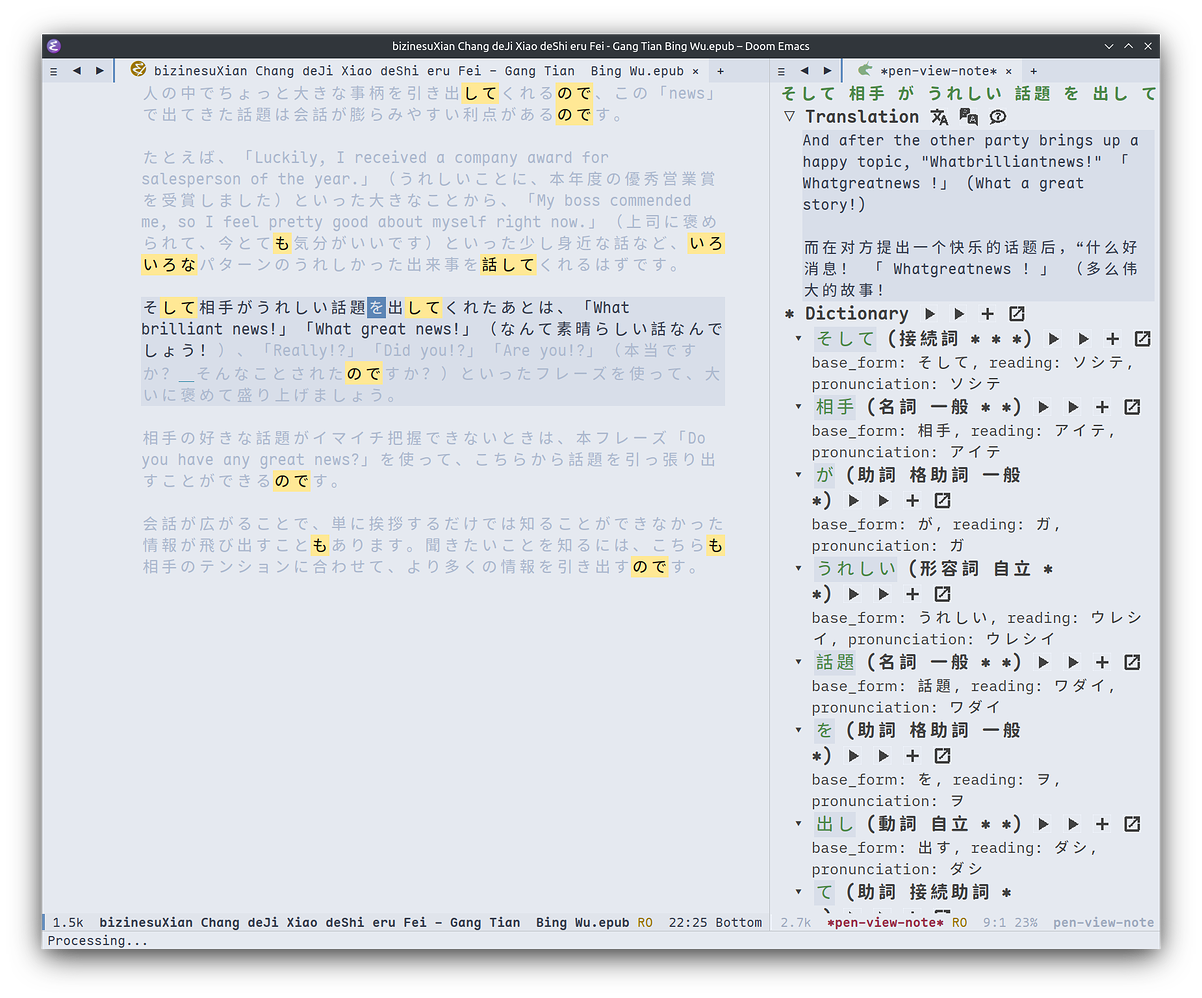 bizinesuXian Chang deJi Xiao deShi eru Fei - Gang Tian Bing Wu.epub – Doom Emacs
bizinesuXian Chang deJi Xiao deShi eru Fei - Gang Tian  Bing Wu.epub × +
人の中でちょっと大きな事柄を引き出してくれるので、この「news」
で出てきた話題は会話が膨らみやすい利点があるのです。
たとえば、「Luckily, I received a company award for
salesperson of the year.」（うれしいことに、本年度の優秀営業賞
を受賞しました）といった大きなことから、「My boss commended
me, so I feel pretty good about myself right now.」（上司に褒め
られて、今とても気分がいいです）といった少し身近な話など、いろ
いろなパターンのうれしかった出来事を話してくれるはずです。
そして相手がうれしい話題を出してくれたあとは、「What
brilliant news!」「What great news!」（なんて素晴らしい話なんで
しょう！）、「Really!?」「Did you!?」「Are you!?」（本当です
か？__そんなことされたのですか？）といったフレーズを使って、大
いに褒めて盛り上げましょう。
相手の好きな話題がイマイチ把握できないときは、本フレーズ「Do
you have any great news?」を使って、こちらから話題を引っ張り出
すことができるのです。
会話が広がることで、単に挨拶するだけでは知ることができなかった
情報が飛び出すこともあります。聞きたいことを知るには、こちらも
相手のテンションに合わせて、より多くの情報を引き出すのです。
1.5k bizinesuXian Chang deJi Xiao deShi eru Fei - Gang Tian  Bing Wu.epub RO 22:25 Bottom
Processing...
*pen-view-note* × +
そして 相手 が うれしい 話題 を 出し て
▽ Translation
And after the other party brings up a
happy topic, "Whatbrilliantnews!" 「
Whatgreatnews !」 (What a great
story!)
而在对方提出一个快乐的话题后，“什么好
消息！ 「 Whatgreatnews ! 」 （多么伟
大的故事！
✱ Dictionary ▶ ▶ +
▾ そして (接続詞 * * *) ▶ ▶ +
base_form: そして, reading: ソシテ,
pronunciation: ソシテ
▾ 相手 (名詞 一般 * *) ▶ ▶ +
base_form: 相手, reading: アイテ,
pronunciation: アイテ
▾ が (助詞 格助詞 一般
*) ▶ ▶ +
base_form: が, reading: ガ,
pronunciation: ガ
▾ うれしい (形容詞 自立 *
*) ▶ ▶ +
base_form: うれしい, reading: ウレシ
イ, pronunciation: ウレシイ
▾ 話題 (名詞 一般 * *) ▶ ▶ +
base_form: 話題, reading: ワダイ,
pronunciation: ワダイ
▾ を (助詞 格助詞 一般
*) ▶ ▶ +
base_form: を, reading: ヲ,
pronunciation: ヲ
▾ 出し (動詞 自立 * *) ▶ ▶ +
base_form: 出す, reading: ダシ,
pronunciation: ダシ
▾ て (助詞 接続助詞 *
2.7k *pen-view-note* RO 9:1 23% pen-view-note